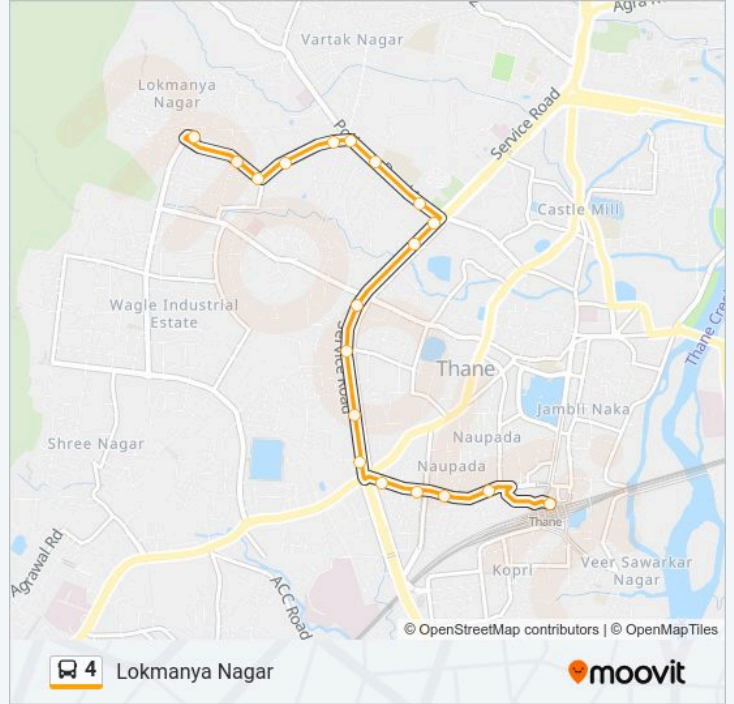 Agra R
Vartak Nagar
Lokmanya
Nagar
Service Road
Castle Mill
Wagle Industrial
Estate
Thane Cre
Service Road
Thane
Jambli Naka
Shree Nagar
Naupada
Naupada
Thane
Agrawal Rd
Kopri
Veer Sawarkar
Nagar
ACC Road
© OpenStreetMap contributors | © OpenMapTiles
4 Lokmanya Nagar
moovit